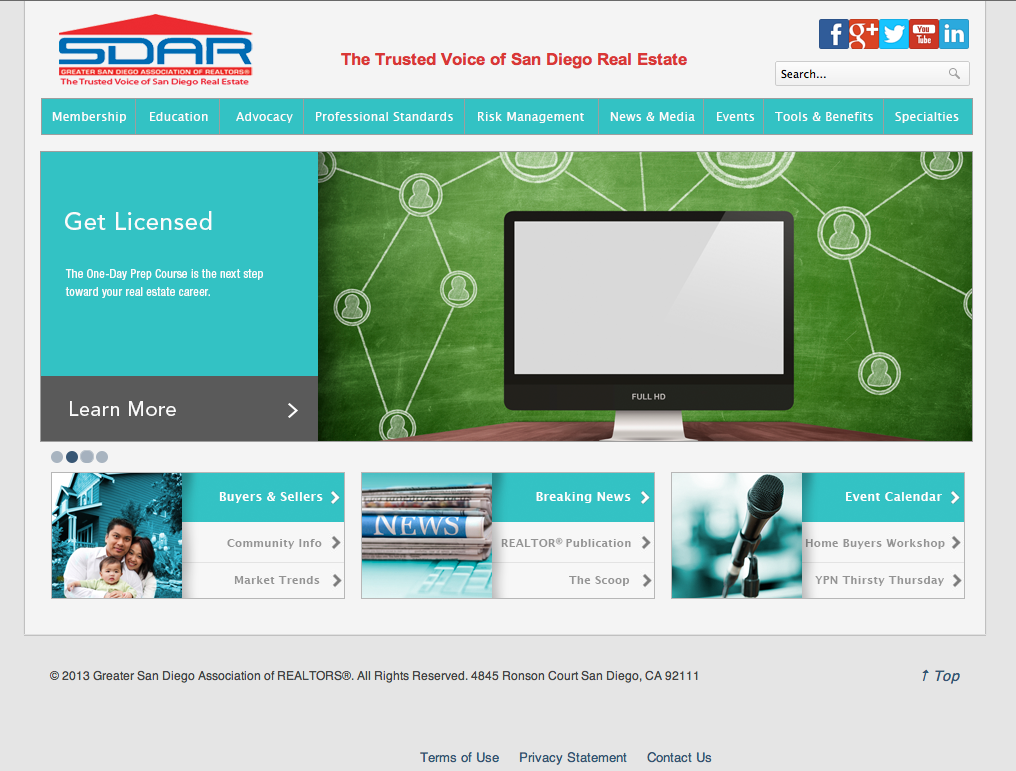 SDAR
GREATER SAN DIEGO ASSOCIATION OF REALTORS®
The Trusted Voice of San Diego Real Estate
The Trusted Voice of San Diego Real Estate
f g+ You Tube in
Search...
Membership Education Advocacy Professional Standards Risk Management News & Media Events Tools & Benefits Specialties
Get Licensed
The One-Day Prep Course is the next step
toward your real estate career.
Learn More
FULL HD
Buyers & Sellers
Community Info
Market Trends
NEWS
Breaking News
REALTOR® Publication
The Scoop
Event Calendar
Home Buyers Workshop
YPN Thirsty Thursday
© 2013 Greater San Diego Association of REALTORS®. All Rights Reserved. 4845 Ronson Court San Diego, CA 92111
↑ Top
Terms of Use Privacy Statement Contact Us